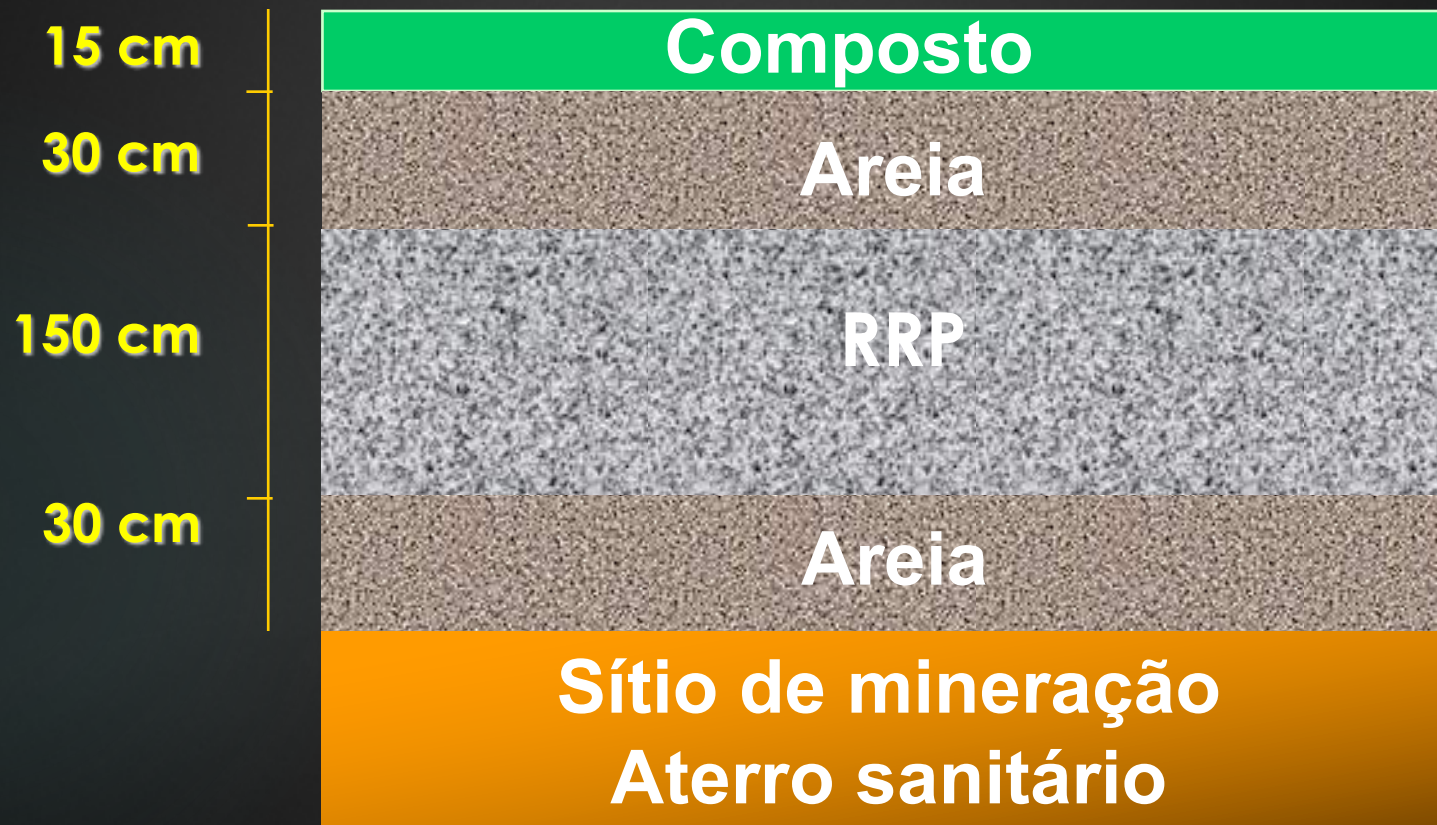 15 cm
Composto
30 cm
Areia
150 cm
RRP
30 cm
Areia
Sítio de mineração
Aterro sanitário